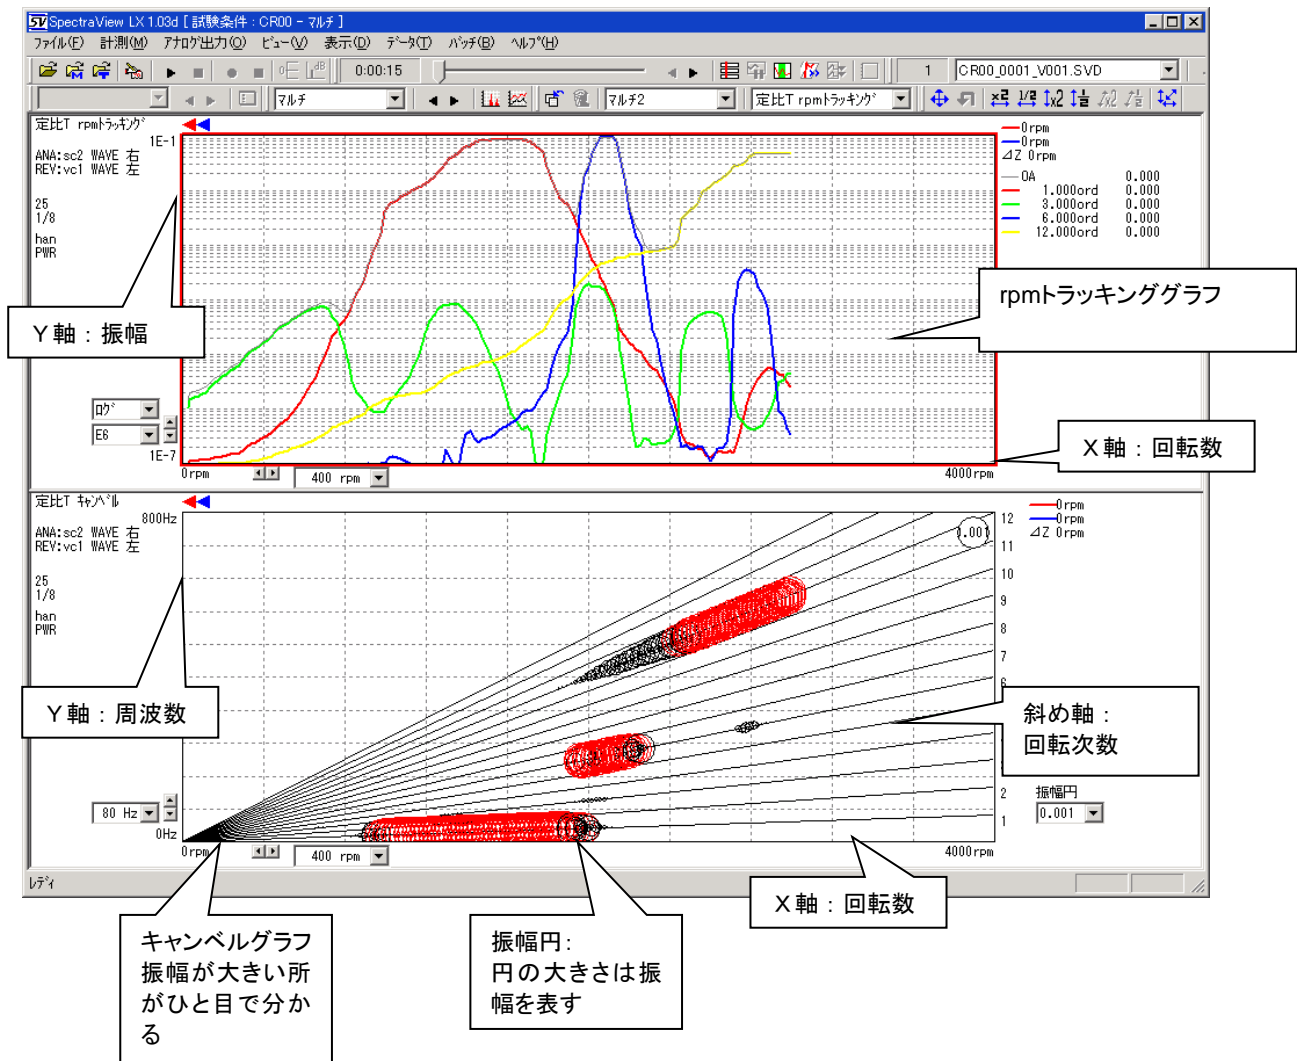 SV SpectraView LX 1.03d [ 試験条件 : CR00 - マルチ ]
ファイル(F) 計測(M) アナログ出力(O) ビュー(V) 表示(D) データ(T) バッチ(B) ヘルプ(H)
0:00:15 1 CR00_0001_V001.SVD
マルチ マルチ2 定比T rpmトラッキング
定比T rpmトラッキング
1E-1
ANA:sc2 WAVE 右
REV:vc1 WAVE 左
25
1/8
han
PWR
0rpm
0rpm
⊿Z 0rpm
OA 0.000
1.000ord 0.000
3.000ord 0.000
6.000ord 0.000
12.000ord 0.000
rpmトラッキンググラフ
Y軸：振幅
ログ
E6
1E-7
0rpm
400 rpm
4000rpm
X軸：回転数
定比T キャンベル
800Hz
ANA:sc2 WAVE 右
REV:vc1 WAVE 左
25
1/8
han
PWR
0rpm
0rpm
⊿Z 0rpm
0.001
12
11
10
9
8
7
6
2
1
Y軸：周波数
斜め軸：
回転次数
振幅円
0.001
80 Hz
0Hz
0rpm
400 rpm
4000rpm
レディ
X軸：回転数
キャンベルグラフ
振幅が大きい所
がひと目で分か
る
振幅円：
円の大きさは振
幅を表す